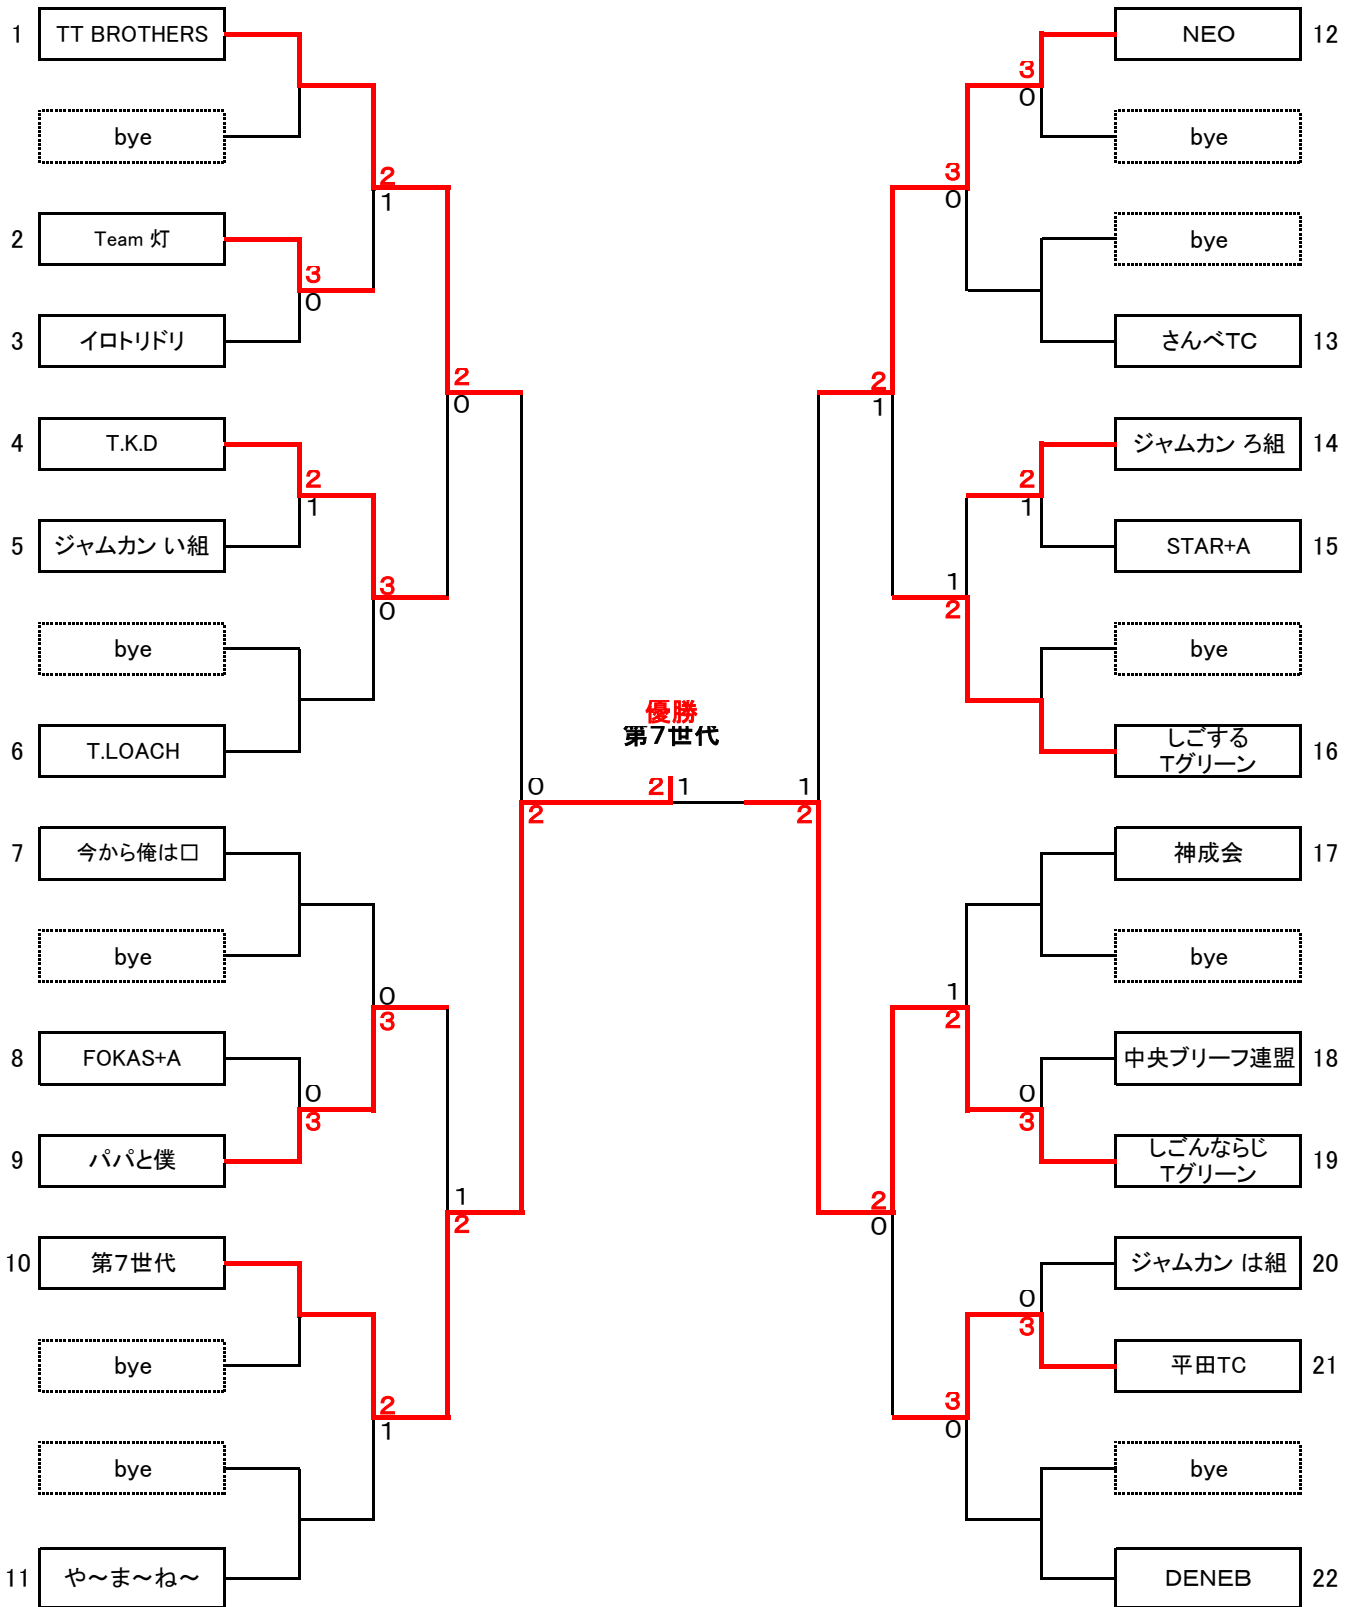 1 TT BROTHERS
bye
2 Team 灯
3 イロトリドリ
4 T.K.D
5 ジャムカン い組
bye
6 T.LOACH
7 今から俺は□
bye
8 FOKAS+A
9 パパと僕
10 第7世代
bye
bye
11 や～ま～ね～
2
1
3
0
2
0
2
1
3
0
0
3
0
3
1
2
2
1
0
2
優勝
第7世代
2 1
1
2
3
0
3
0
2
1
2
1
1
2
1
2
0
3
2
0
0
3
3
0
NEO 12
bye
bye
さんべTC 13
ジャムカン ろ組 14
STAR+A 15
bye
しごする
Tグリーン 16
神成会 17
bye
中央ブリーフ連盟 18
しごんならじ
Tグリーン 19
ジャムカン は組 20
平田TC 21
bye
DENEB 22